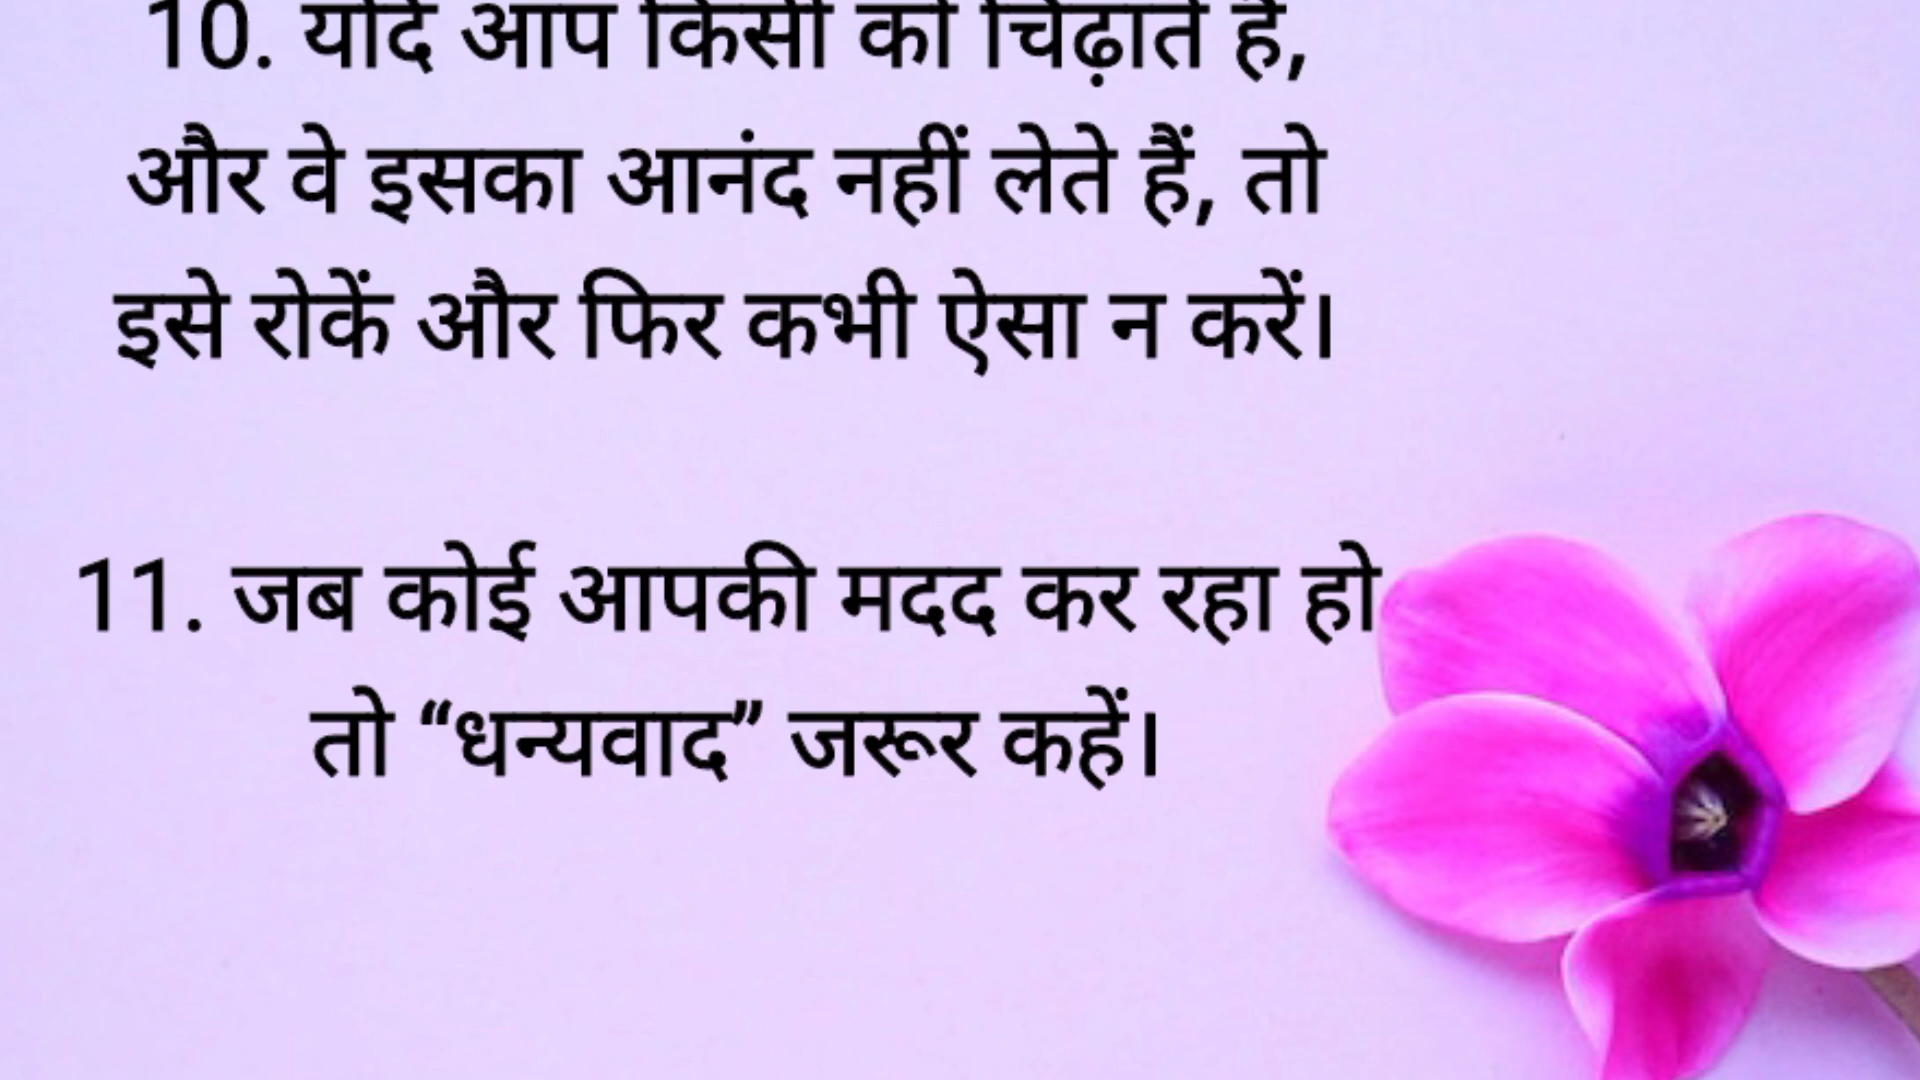 10. यदि आप किसी को चिढ़ाते हैं,
और वे इसका आनंद नहीं लेते हैं, तो
इसे रोकें और फिर कभी ऐसा न करें।
11. जब कोई आपकी मदद कर रहा हो
तो “धन्यवाद” जरूर कहें।